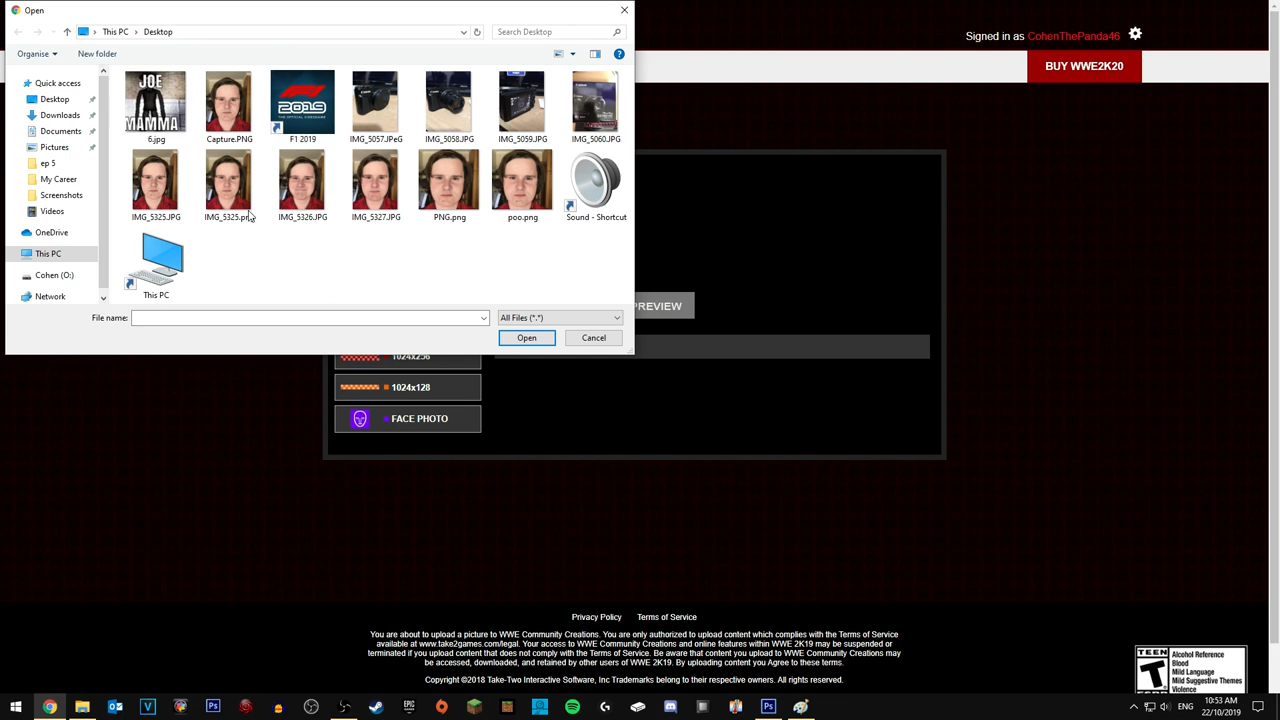 Open
This PC
Desktop
Search Desktop
Organise
New folder
Quick access
Desktop
Downloads
Documents
Pictures
ep 5
My Career
Screenshots
Videos
OneDrive
This PC
Cohen (O:)
Network
JOE
MAMMA
6.jpg
Capture.PNG
2019
F1 2019
IMG_5057.JPeG
IMG_5058.JPG
IMG_5059.JPG
IMG_5060.JPG
IMG_5325.JPG
IMG_5325.png
IMG_5326.JPG
IMG_5327.JPG
PNG.png
poo.png
Sound - Shortcut
This PC
File name:
All Files (*.*)
Open
Cancel
Signed in as CohenThePanda46
BUY WWE2K20
PREVIEW
1024x256
1024x128
FACE PHOTO
Privacy Policy
Terms of Service
You are about to upload a picture to WWE Community Creations. You are only authorized to upload content which complies with the Terms of Service
available at www.take2games.com/legal. Your access to WWE Community Creations and online features within WWE 2K19 may be suspended or
terminated if you upload content that does not comply with the Terms of Service. Be aware that content you upload to WWE Community Creations may
be accessed, downloaded, and retained by other users of WWE 2K19. By uploading content you Agree to these terms.
Copyright ©2018 Take-Two Interactive Software, Inc Trademarks belong to their respective owners. All rights reserved.
TEEN
T
Alcohol Reference
Blood
Mild Language
Mild Suggestive Themes
Violence
EPIC
ENG
10:53 AM
22/10/2019